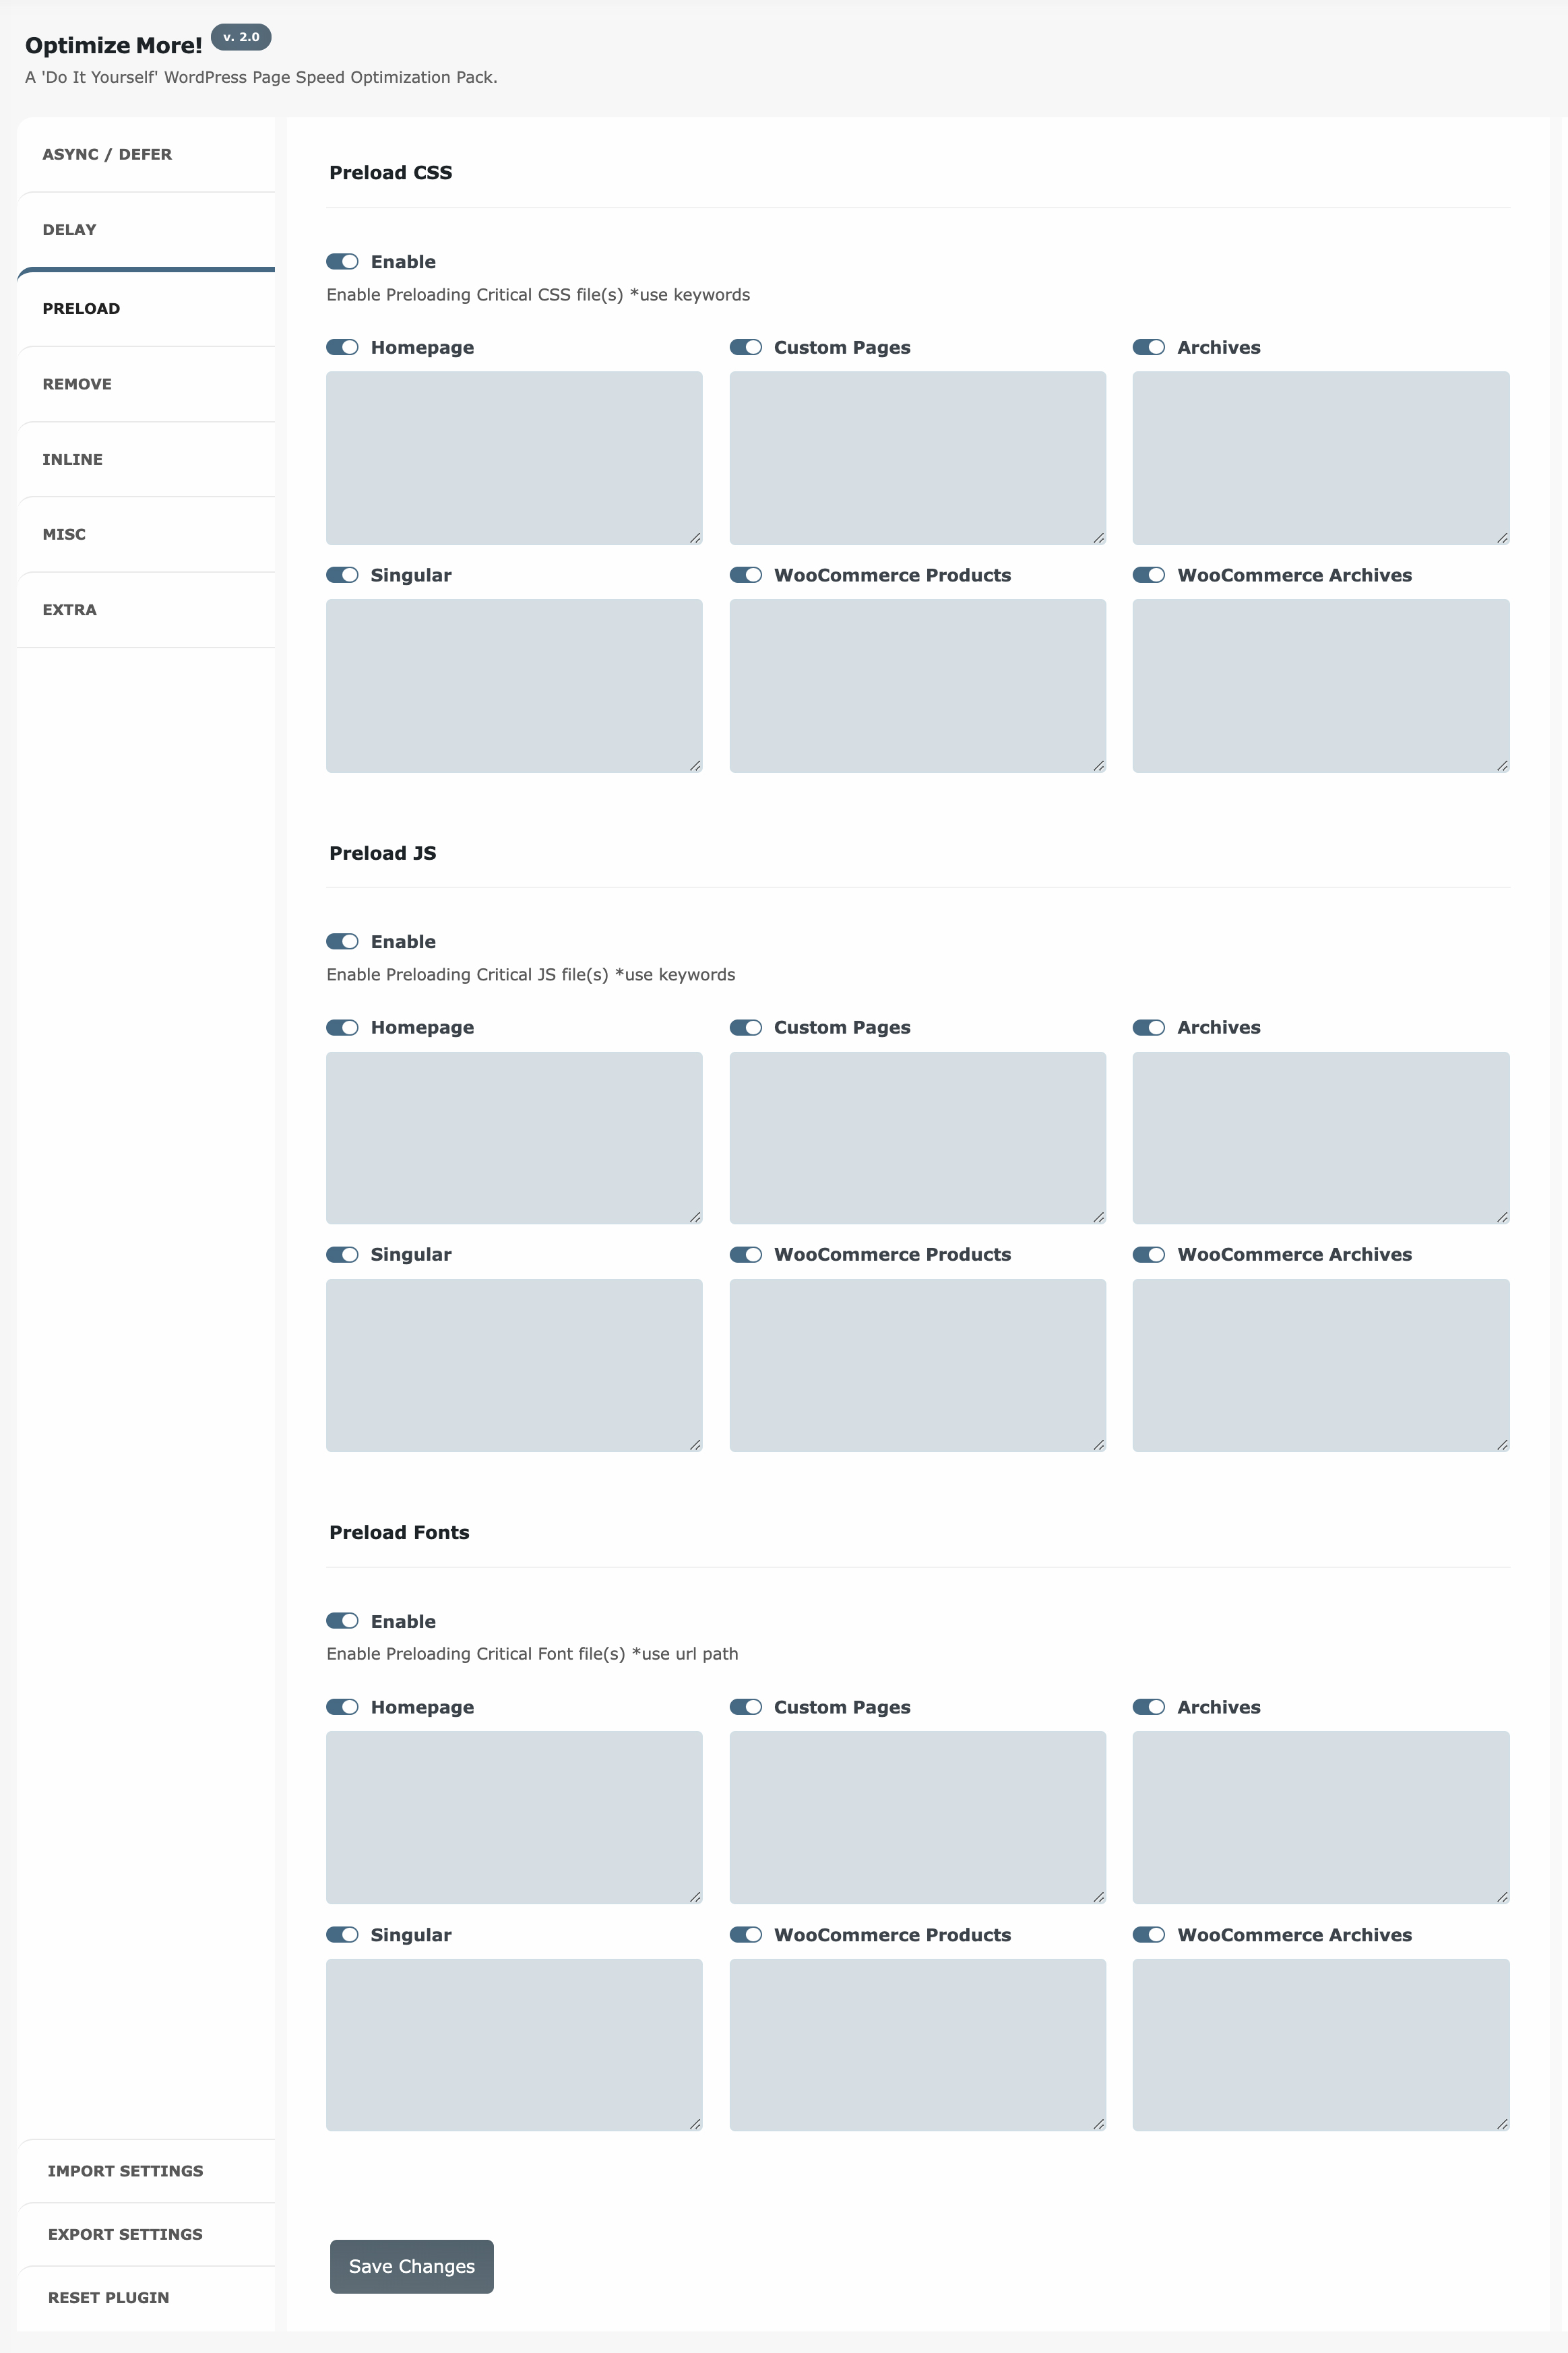 Optimize More! v. 2.0
A 'Do It Yourself' WordPress Page Speed Optimization Pack.
ASYNC / DEFER
DELAY
PRELOAD
REMOVE
INLINE
MISC
EXTRA
IMPORT SETTINGS
EXPORT SETTINGS
RESET PLUGIN
Preload CSS
Enable
Enable Preloading Critical CSS file(s) *use keywords
Homepage Custom Pages Archives
Singular WooCommerce Products WooCommerce Archives
Preload JS
Enable
Enable Preloading Critical JS file(s) *use keywords
Homepage Custom Pages Archives
Singular WooCommerce Products WooCommerce Archives
Preload Fonts
Enable
Enable Preloading Critical Font file(s) *use url path
Homepage Custom Pages Archives
Singular WooCommerce Products WooCommerce Archives
Save Changes